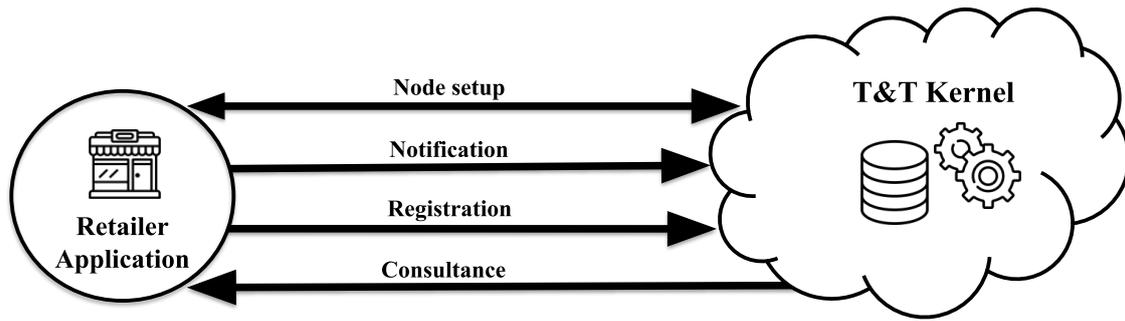 Node setup
T&T Kernel
Notification
Registration
Retailer
Application
Consultance